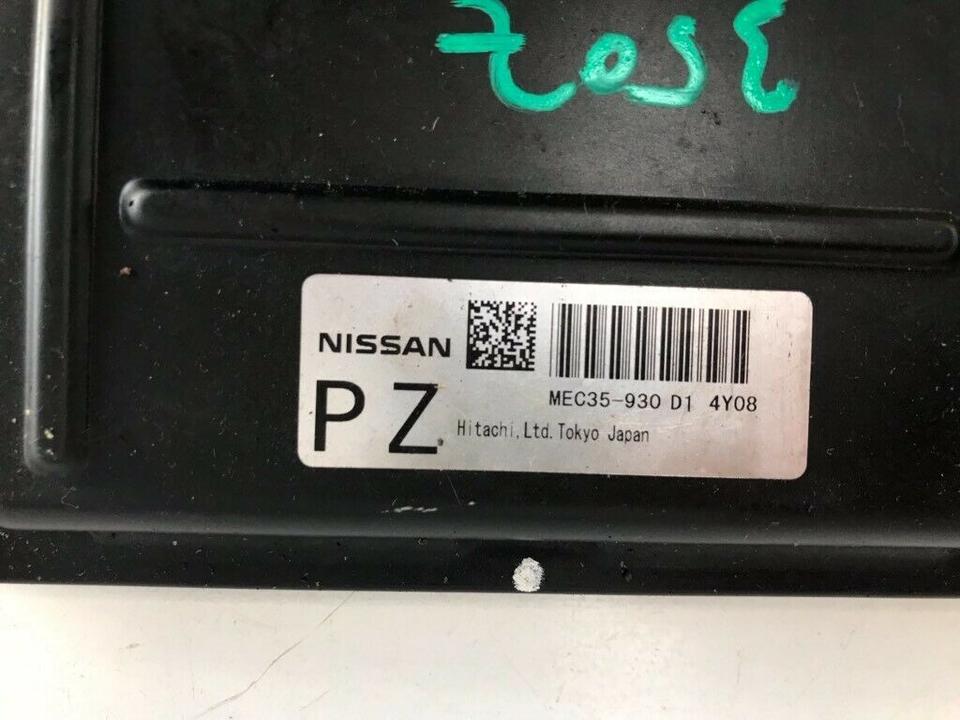 NISSAN
PZ
MEC35-930 D1 4Y08
Hitachi,Ltd.Tokyo Japan